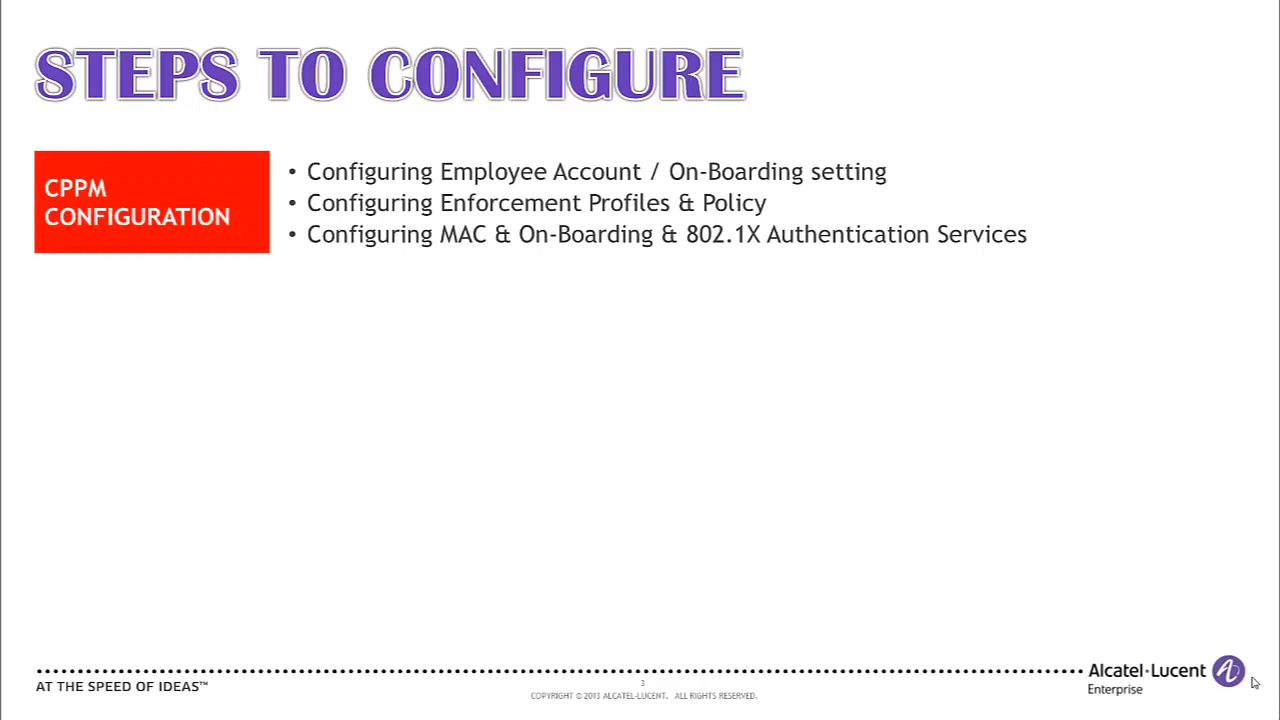 STEPS TO CONFIGURE
CPPM
CONFIGURATION
• Configuring Employee Account / On-Boarding setting
• Configuring Enforcement Profiles & Policy
• Configuring MAC & On-Boarding & 802.1X Authentication Services
AT THE SPEED OF IDEAS™
3
COPYRIGHT © 2013 ALCATEL-LUCENT. ALL RIGHTS RESERVED.
Alcatel·Lucent
Enterprise